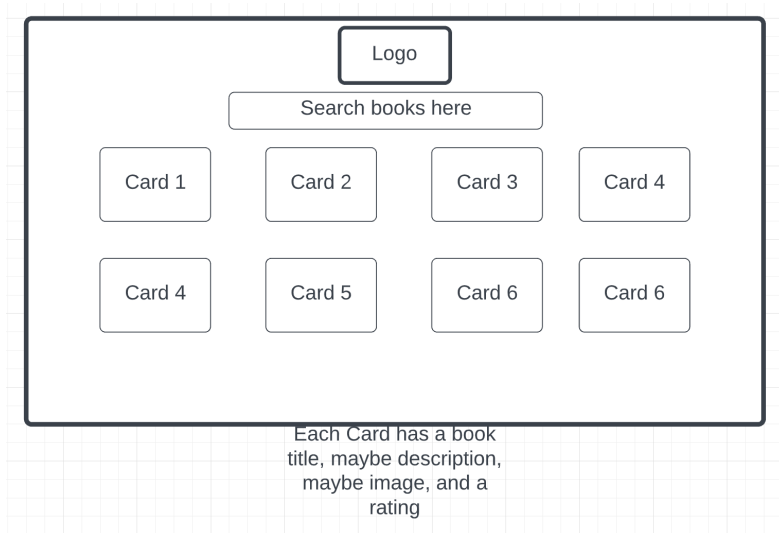 Logo
Search books here
Card 1
Card 2
Card 3
Card 4
Card 4
Card 5
Card 6
Card 6
Each Card has a book
title, maybe description,
maybe image, and a
rating